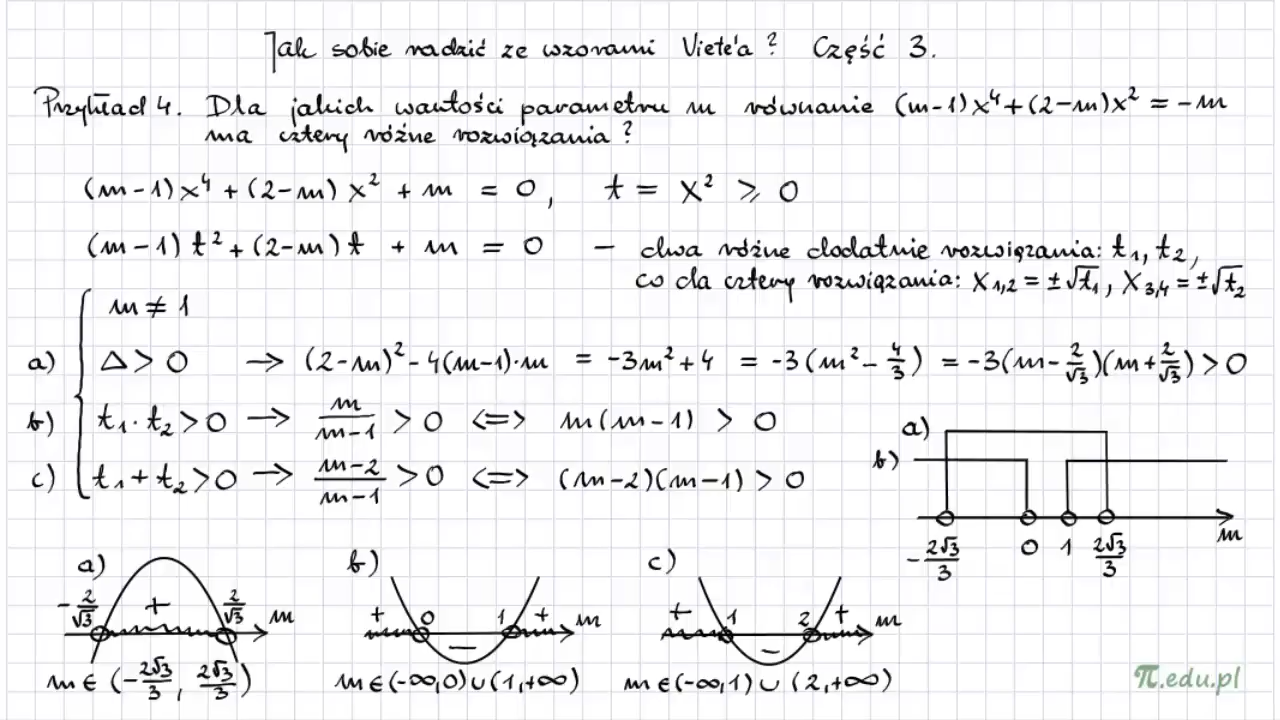 Jak sobie radzić ze wzorami Viete'a? Część 3.
Przykład 4. Dla jakich wartości parametru m równanie (m-1)x⁴+(2-m)x² = -m
ma cztery różne rozwiązania?
(m-1)x⁴ + (2-m)x² + m = 0, t = x² ⩾ 0
(m-1)t² + (2-m)t + m = 0 — dwa różne dodatnie rozwiązania: t₁, t₂,
co da cztery rozwiązania: x₁,₂ = ±√t₁, x₃,₄ = ±√t₂
m ≠ 1
a) Δ > 0 → (2-m)² - 4(m-1)·m = -3m² + 4 = -3(m² - 4/3) = -3(m - 2/√3)(m + 2/√3) > 0
b) t₁·t₂ > 0 → m/(m-1) > 0 <=> m(m-1) > 0
c) t₁ + t₂ > 0 → (m-2)/(m-1) > 0 <=> (m-2)(m-1) > 0
a)
b)
-2√3/3 0 1 2√3/3 m
a) b) c)
-2/√3 + 2/√3 m + 0 - 1 + m + 1 - 2 + m
m ∈ (-2√3/3, 2√3/3) m ∈ (-∞,0) ∪ (1,+∞) m ∈ (-∞,1) ∪ (2,+∞)
π.edu.pl